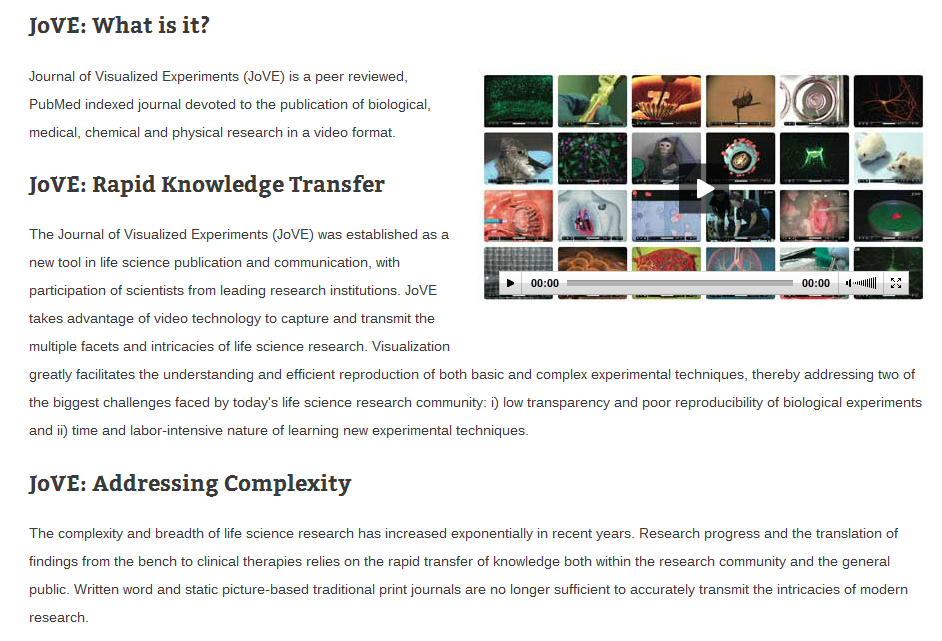 JoVE: What is it?
Journal of Visualized Experiments (JoVE) is a peer reviewed,
PubMed indexed journal devoted to the publication of biological,
medical, chemical and physical research in a video format.
JoVE: Rapid Knowledge Transfer
The Journal of Visualized Experiments (JoVE) was established as a
new tool in life science publication and communication, with
participation of scientists from leading research institutions. JoVE
takes advantage of video technology to capture and transmit the
multiple facets and intricacies of life science research. Visualization
greatly facilitates the understanding and efficient reproduction of both basic and complex experimental techniques, thereby addressing two of
the biggest challenges faced by today's life science research community: i) low transparency and poor reproducibility of biological experiments
and ii) time and labor-intensive nature of learning new experimental techniques.
00:00 00:00
JoVE: Addressing Complexity
The complexity and breadth of life science research has increased exponentially in recent years. Research progress and the translation of
findings from the bench to clinical therapies relies on the rapid transfer of knowledge both within the research community and the general
public. Written word and static picture-based traditional print journals are no longer sufficient to accurately transmit the intricacies of modern
research.